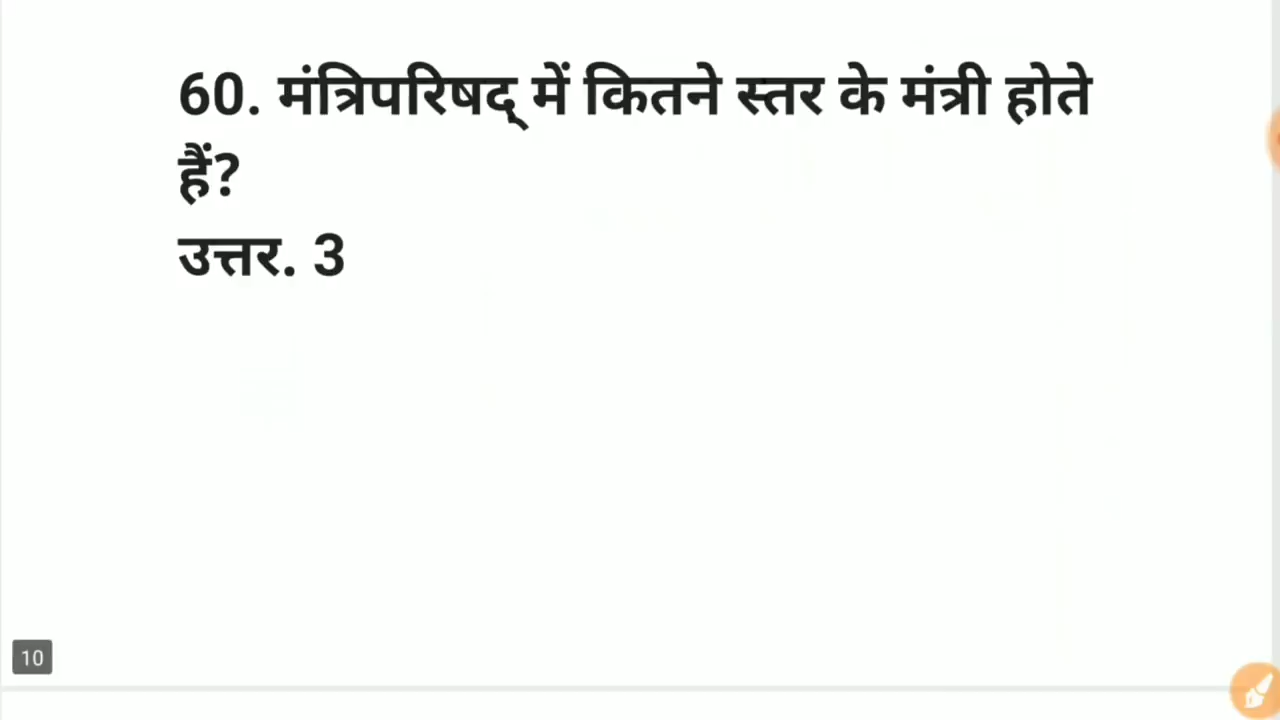 60. मंत्रिपरिषद् में कितने स्तर के मंत्री होते
हैं?
उत्तर. 3
10